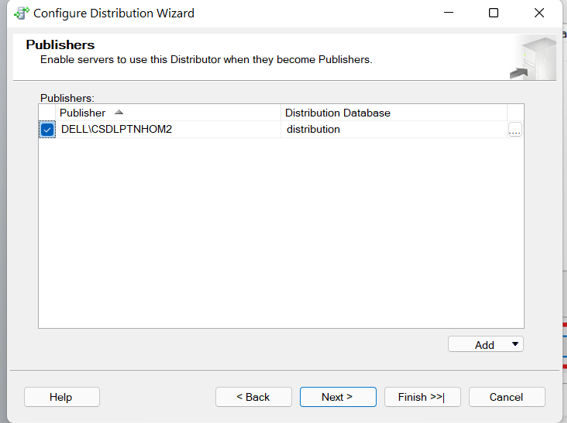 Configure Distribution Wizard
Publishers
Enable servers to use this Distributor when they become Publishers.
Publishers:
Publisher Distribution Database
DELL\CSDLPTNHOM2 distribution ....
Add
Help < Back Next > Finish >>| Cancel